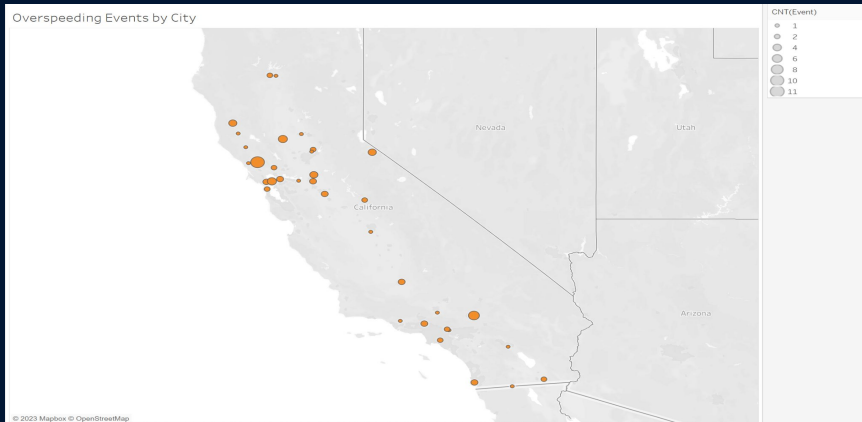 Overspeeding Events by City
CNT(Event)
1
2
4
6
8
10
11
Nevada
Utah
California
Arizona
© 2023 Mapbox © OpenStreetMap